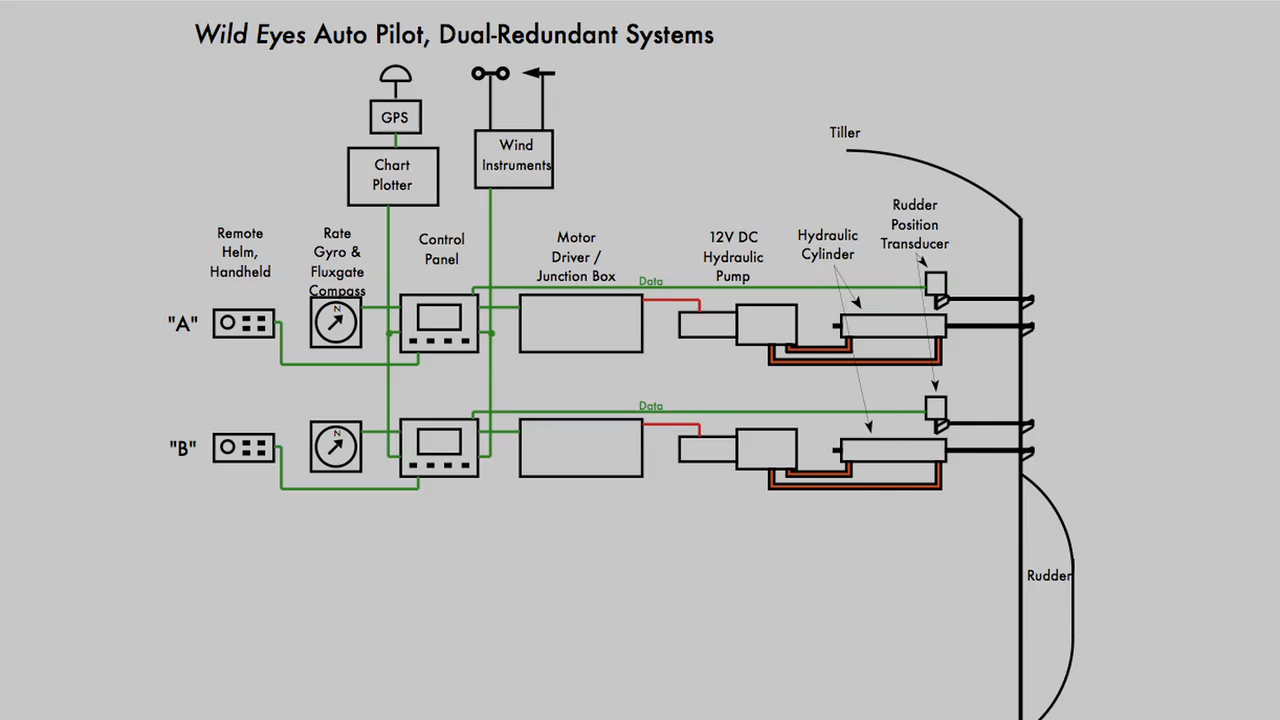 Wild Eyes Auto Pilot, Dual-Redundant Systems
GPS
Chart
Plotter
Wind
Instruments
Tiller
Remote
Helm,
Handheld
Rate
Gyro &
Fluxgate
Compass
Control
Panel
Motor
Driver /
Junction Box
12V DC
Hydraulic
Pump
Hydraulic
Cylinder
Rudder
Position
Transducer
Data
"A"
N
Data
"B"
N
Rudder